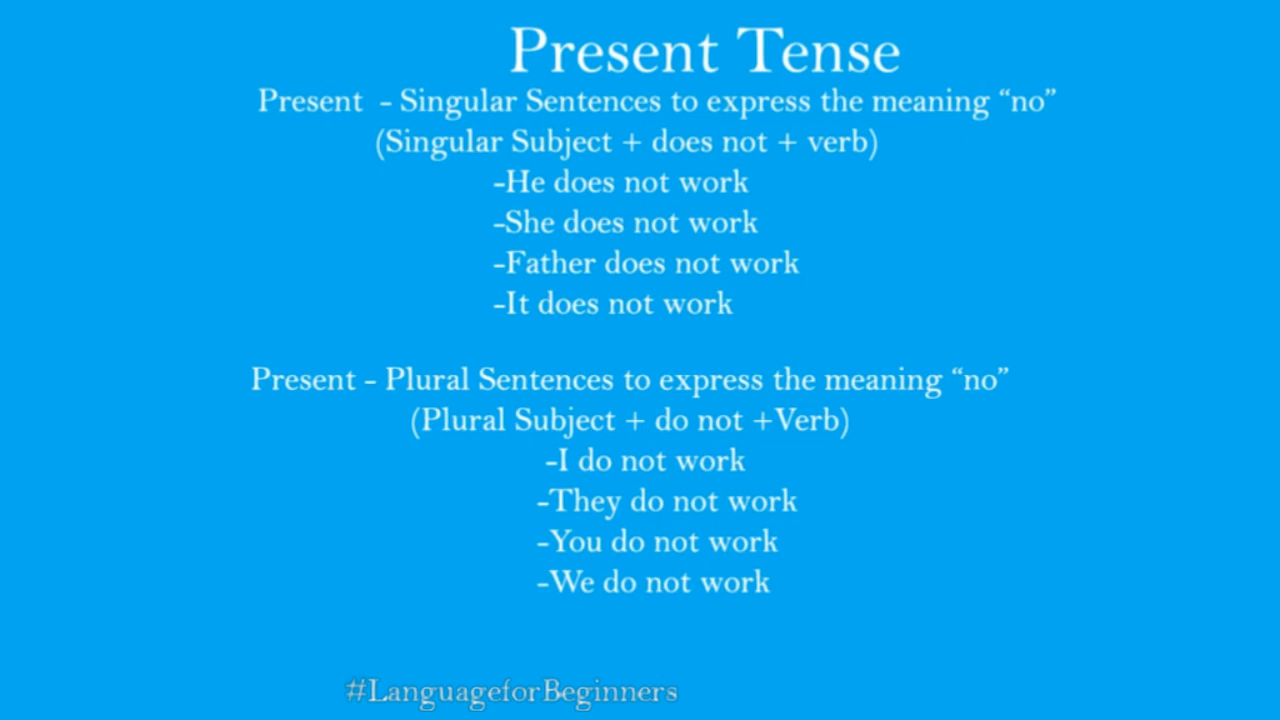 Present Tense
Present - Singular Sentences to express the meaning “no”
(Singular Subject + does not + verb)
-He does not work
-She does not work
-Father does not work
-It does not work
Present - Plural Sentences to express the meaning “no”
(Plural Subject + do not +Verb)
-I do not work
-They do not work
-You do not work
-We do not work
#LanguageforBeginners